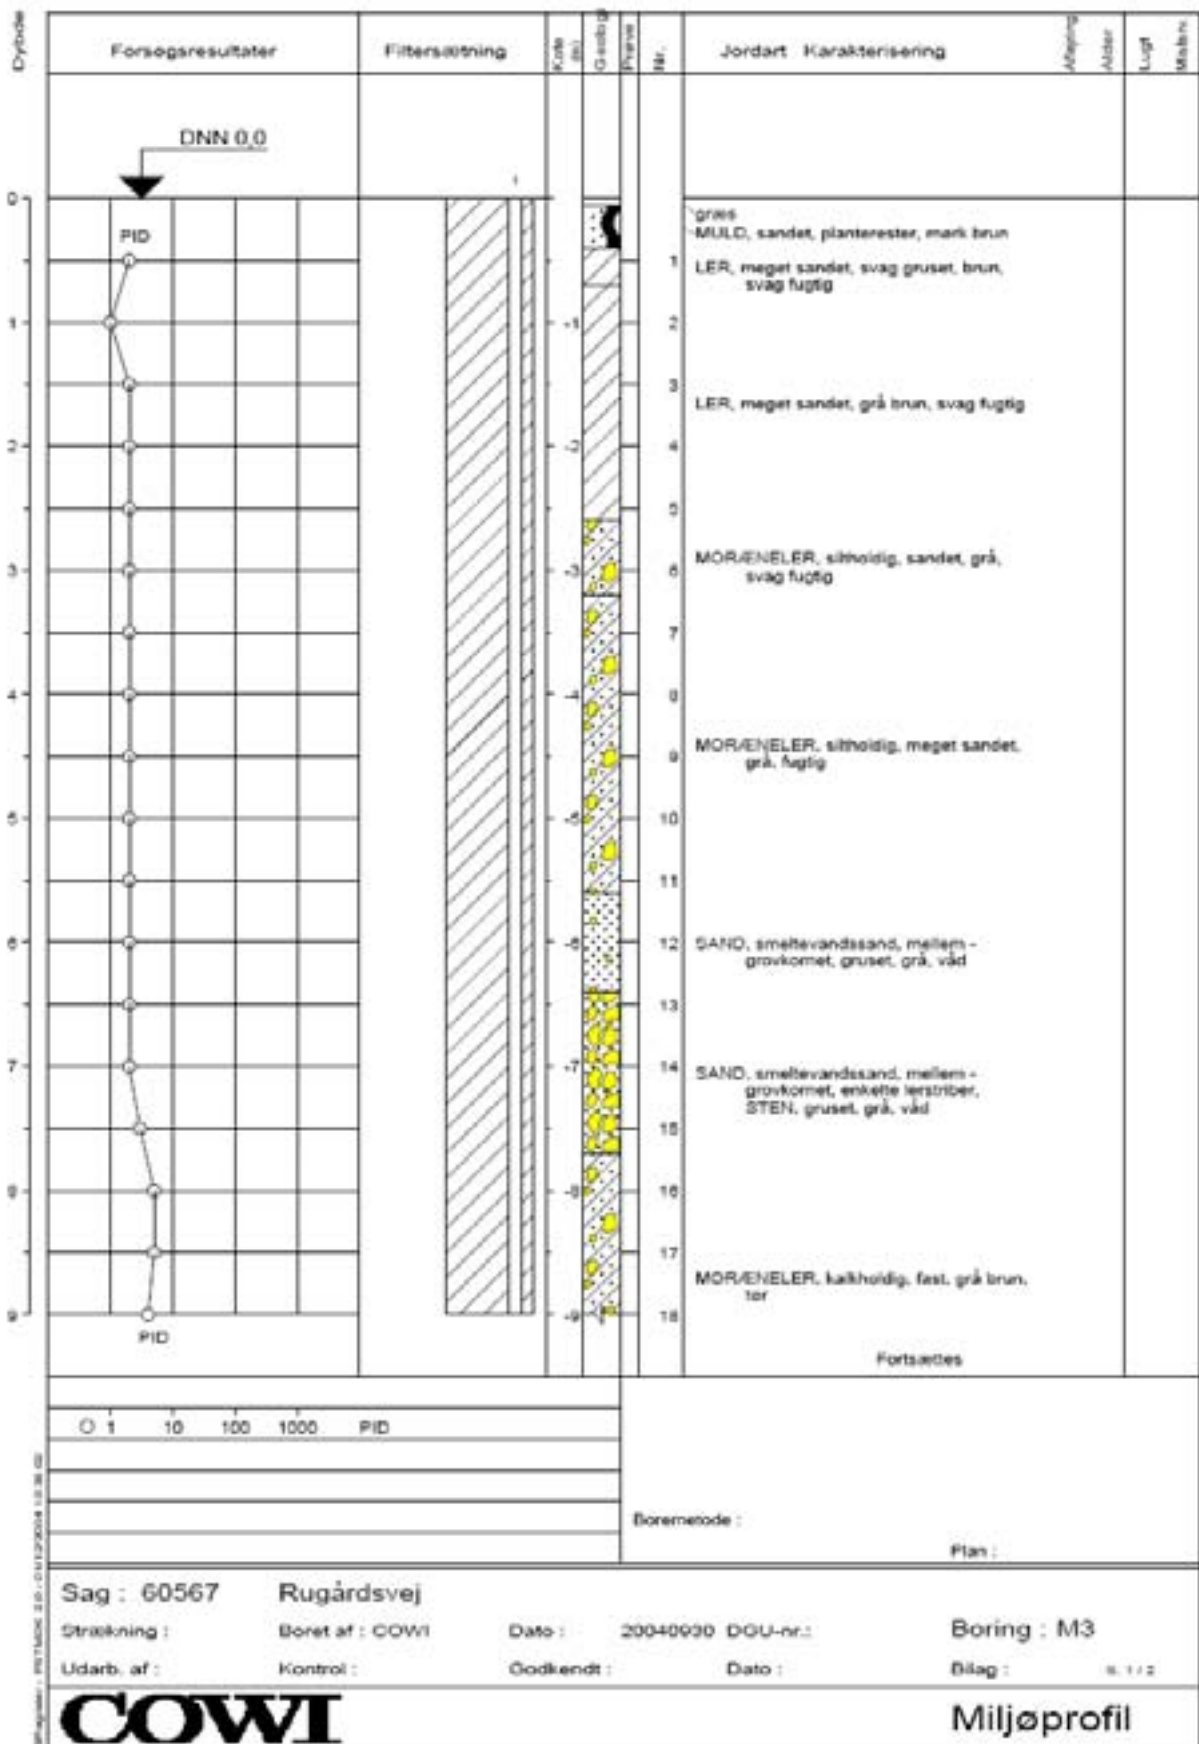 Dybde
Forsøgsresultater
Filtersætning
Kote
(m)
Geologi
Prøve
Nr.
Jordart Karakterisering
Aflejring
Alder
Lugt
DNN 0,0
0
græs
PID
MULD, sandet, planterester, mørk brun
1
LER, meget sandet, svag gruset, brun,
svag fugtig
1
-1
2
3
LER, meget sandet, grå brun, svag fugtig
2
-2
4
5
MORÆNELER, siltholdig, sandet, grå,
svag fugtig
3
-3
6
7
4
-4
8
MORÆNELER, siltholdig, meget sandet,
grå, fugtig
9
5
-5
10
11
6
-6
12
SAND, smeltevandssand, mellem -
grovkornet, gruset, grå, våd
13
7
-7
14
SAND, smeltevandssand, mellem -
grovkornet, enkelte lerstriber,
STEN, gruset, grå, våd
15
8
-8
16
17
MORÆNELER, kalkholdig, fast, grå brun,
tør
9
-9
18
PID
Fortsættes
1 10 100 1000 PID
Boremetode :
Plan :
Sag : 60567 Rugårdsvej
Strækning : Boret af : COWI Dato : 20040930 DGU-nr.: Boring : M3
Udarb. af : Kontrol : Godkendt : Dato : Bilag : S. 1 / 2
COWI
Miljøprofil